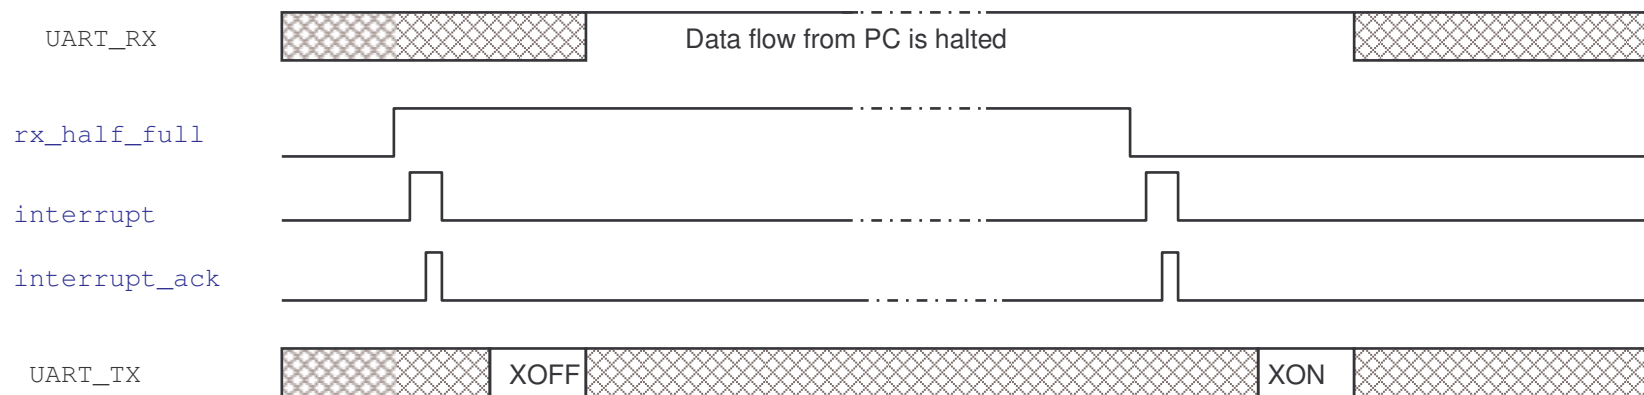 UART_RX
Data flow from PC is halted
rx_half_full
interrupt
interrupt_ack
UART_TX
XOFF
XON